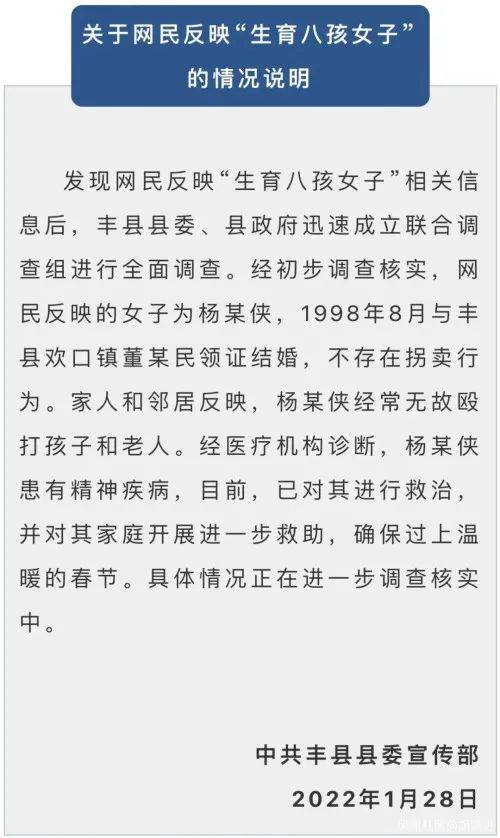 关于网民反映“生育八孩女子”
的情况说明
发现网民反映“生育八孩女子”相关信
息后，丰县县委、县政府迅速成立联合调
查组进行全面调查。经初步调查核实，网
民反映的女子为杨某侠，1998年8月与丰
县欢口镇董某民领证结婚，不存在拐卖行
为。家人和邻居反映，杨某侠经常无故殴
打孩子和老人。经医疗机构诊断，杨某侠
患有精神疾病，目前，已对其进行救治，
并对其家庭开展进一步救助，确保过上温
暖的春节。具体情况正在进一步调查核实
中。
中共丰县县委宣传部
2022年1月28日